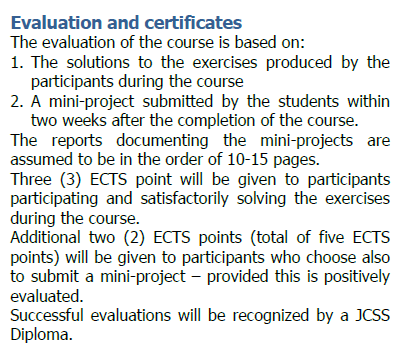 Evaluation and certificates
The evaluation of the course is based on:
1. The solutions to the exercises produced by the
participants during the course
2. A mini-project submitted by the students within
two weeks after the completion of the course.
The reports documenting the mini-projects are
assumed to be in the order of 10-15 pages.
Three (3) ECTS point will be given to participants
participating and satisfactorily solving the exercises
during the course.
Additional two (2) ECTS points (total of five ECTS
points) will be given to participants who choose also
to submit a mini-project – provided this is positively
evaluated.
Successful evaluations will be recognized by a JCSS
Diploma.